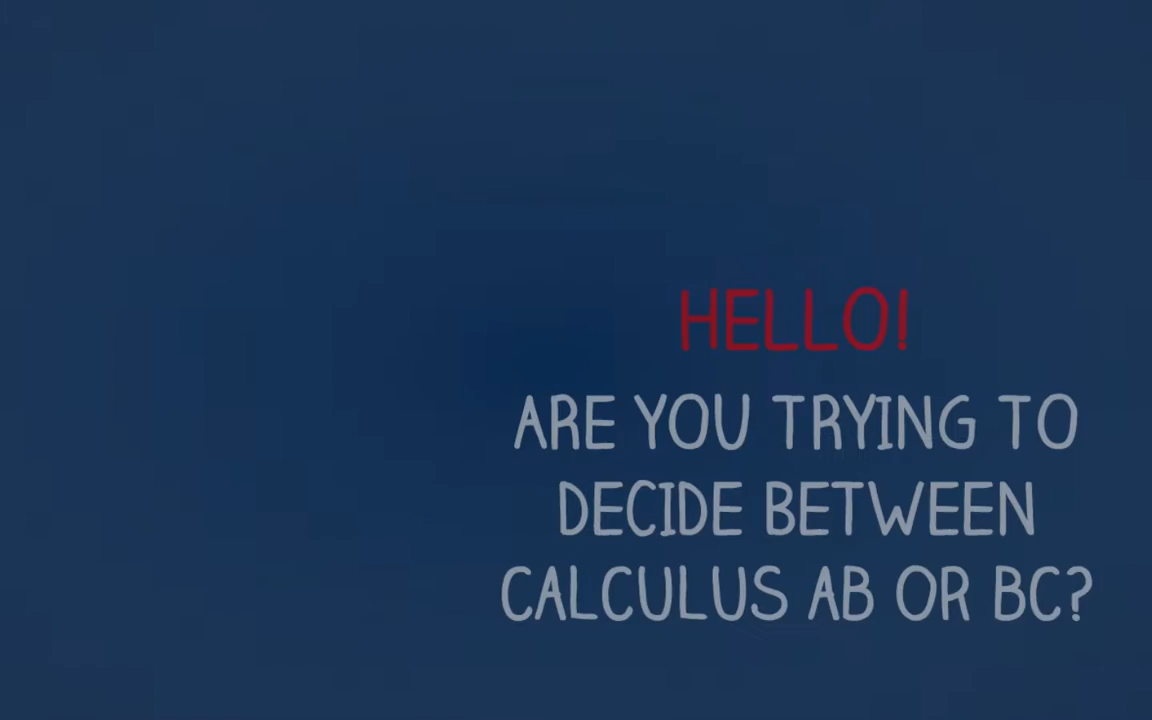 HELLO!
ARE YOU TRYING TO
DECIDE BETWEEN
CALCULUS AB OR BC?